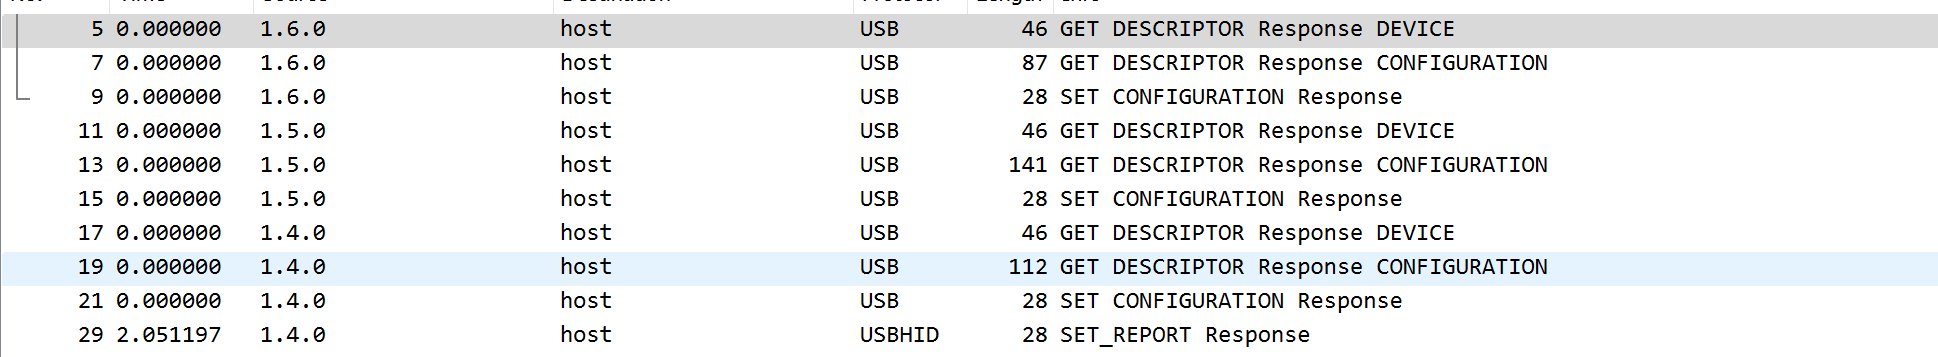 5 0.000000 1.6.0 host USB 46 GET DESCRIPTOR Response DEVICE
7 0.000000 1.6.0 host USB 87 GET DESCRIPTOR Response CONFIGURATION
9 0.000000 1.6.0 host USB 28 SET CONFIGURATION Response
11 0.000000 1.5.0 host USB 46 GET DESCRIPTOR Response DEVICE
13 0.000000 1.5.0 host USB 141 GET DESCRIPTOR Response CONFIGURATION
15 0.000000 1.5.0 host USB 28 SET CONFIGURATION Response
17 0.000000 1.4.0 host USB 46 GET DESCRIPTOR Response DEVICE
19 0.000000 1.4.0 host USB 112 GET DESCRIPTOR Response CONFIGURATION
21 0.000000 1.4.0 host USB 28 SET CONFIGURATION Response
29 2.051197 1.4.0 host USBHID 28 SET_REPORT Response